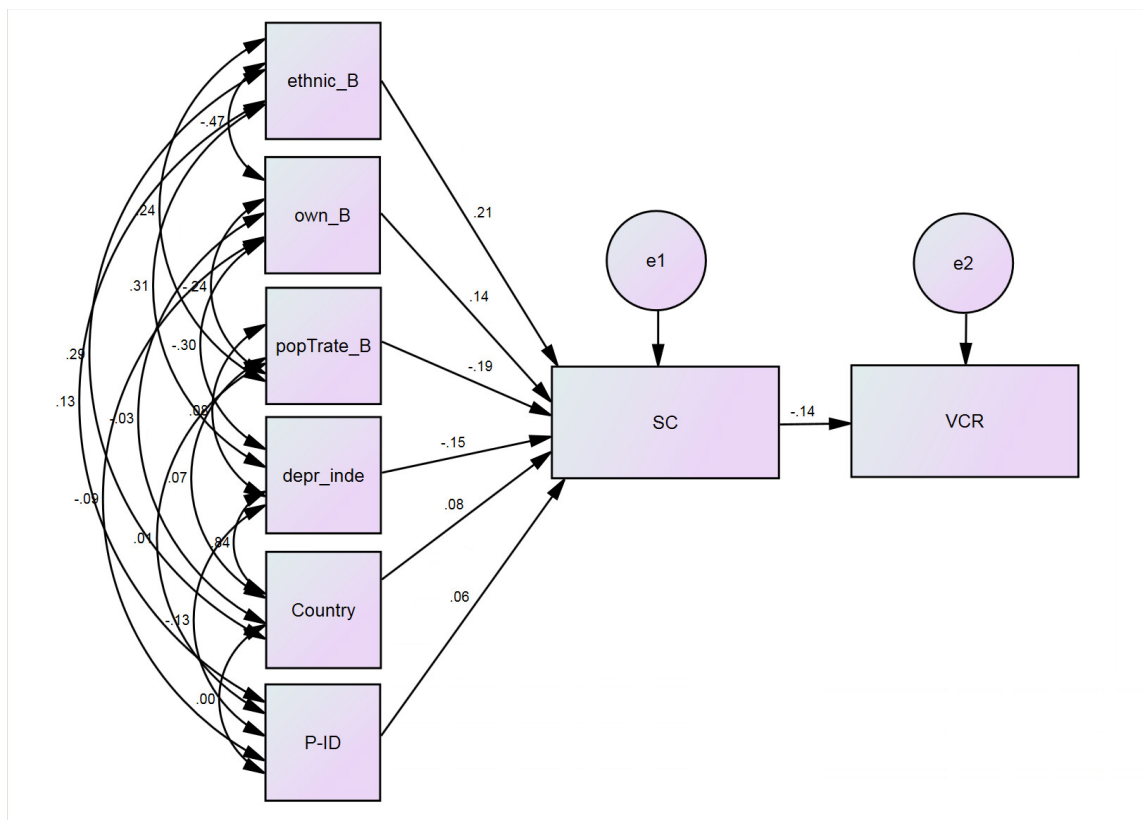 ethnic_B
-.47
own_B
.24
.21
e1
e2
.31
-.24
.14
popTrate_B
-.30
.29
-.19
.13
.08
-.03
SC
-.14
VCR
-.15
depr_inde
.07
-.09
.08
.01
.84
Country
.06
-.13
.00
P-ID